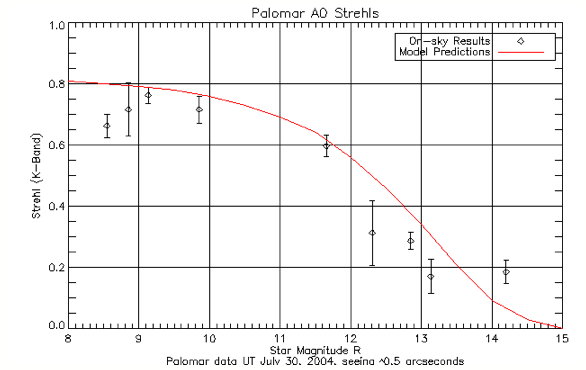 Palomar AO Strehls
On-sky Results
Model Predictions
Strehl (K-Band)
1.0
0.8
0.6
0.4
0.2
0.0
8 9 10 11 12 13 14 15
Star Magnitude R
Palomar data UT July 30, 2004, seeing ^0.5 arcseconds